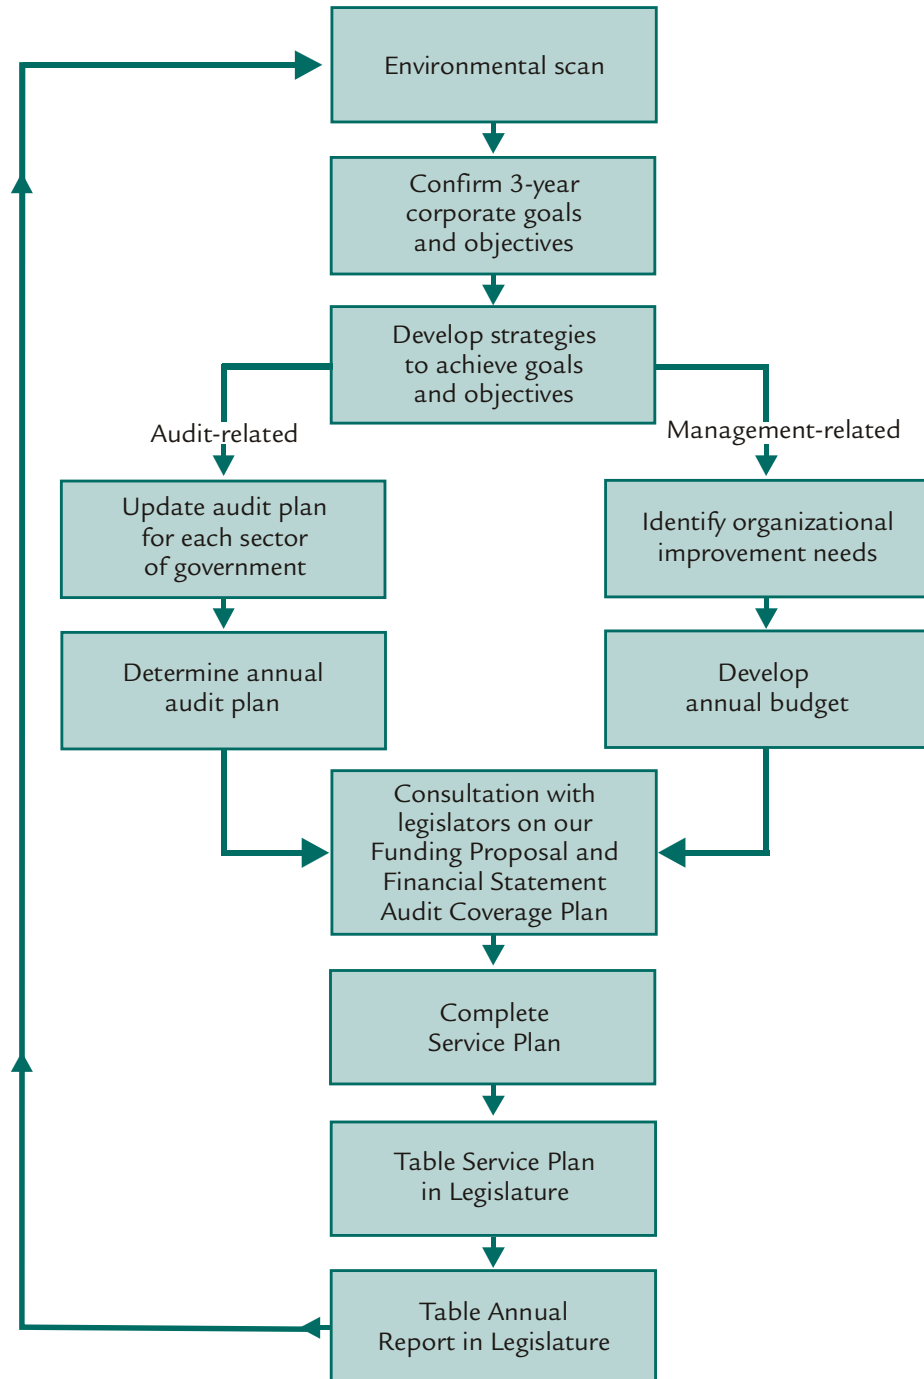 Environmental scan
Confirm 3-year
corporate goals
and objectives
Develop strategies
to achieve goals
and objectives
Audit-related
Management-related
Update audit plan
for each sector
of government
Identify organizational
improvement needs
Determine annual
audit plan
Develop
annual budget
Consultation with
legislators on our
Funding Proposal and
Financial Statement
Audit Coverage Plan
Complete
Service Plan
Table Service Plan
in Legislature
Table Annual
Report in Legislature